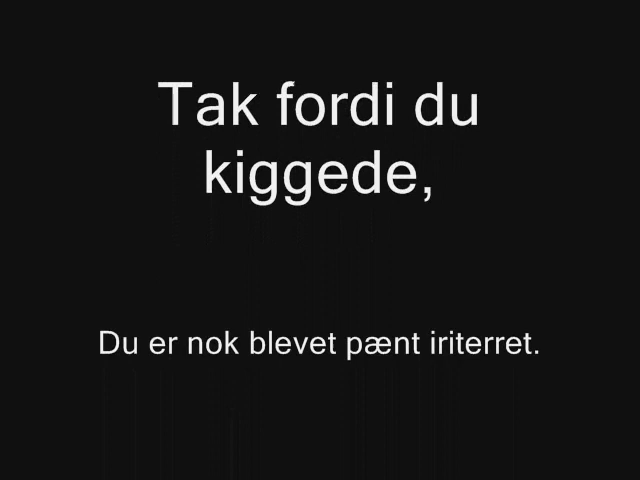 Tak fordi du
kiggede,
Du er nok blevet pænt iriterret.